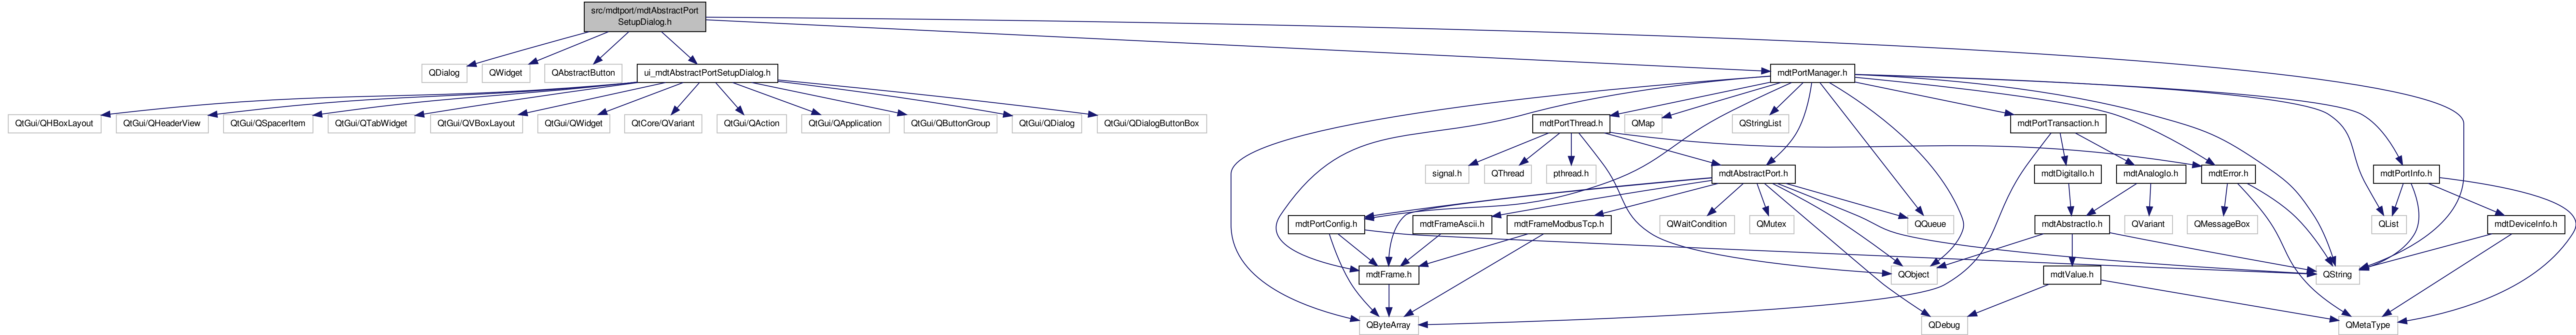 src/mdtport/mdtAbstractPort
SetupDialog.h
QDialog
QWidget
QAbstractButton
ui_mdtAbstractPortSetupDialog.h
mdtPortManager.h
QtGui/QHBoxLayout
QtGui/QHeaderView
QtGui/QSpacerItem
QtGui/QTabWidget
QtGui/QVBoxLayout
QtGui/QWidget
QtCore/QVariant
QtGui/QAction
QtGui/QApplication
QtGui/QButtonGroup
QtGui/QDialog
QtGui/QDialogButtonBox
mdtPortThread.h
QMap
QStringList
mdtPortTransaction.h
signal.h
QThread
pthread.h
mdtAbstractPort.h
mdtDigitalIo.h
mdtAnalogIo.h
mdtError.h
mdtPortInfo.h
mdtPortConfig.h
mdtFrameAscii.h
mdtFrameModbusTcp.h
QWaitCondition
QMutex
QQueue
mdtAbstractIo.h
QVariant
QMessageBox
QList
mdtDeviceInfo.h
mdtFrame.h
QObject
mdtValue.h
QString
QByteArray
QDebug
QMetaType